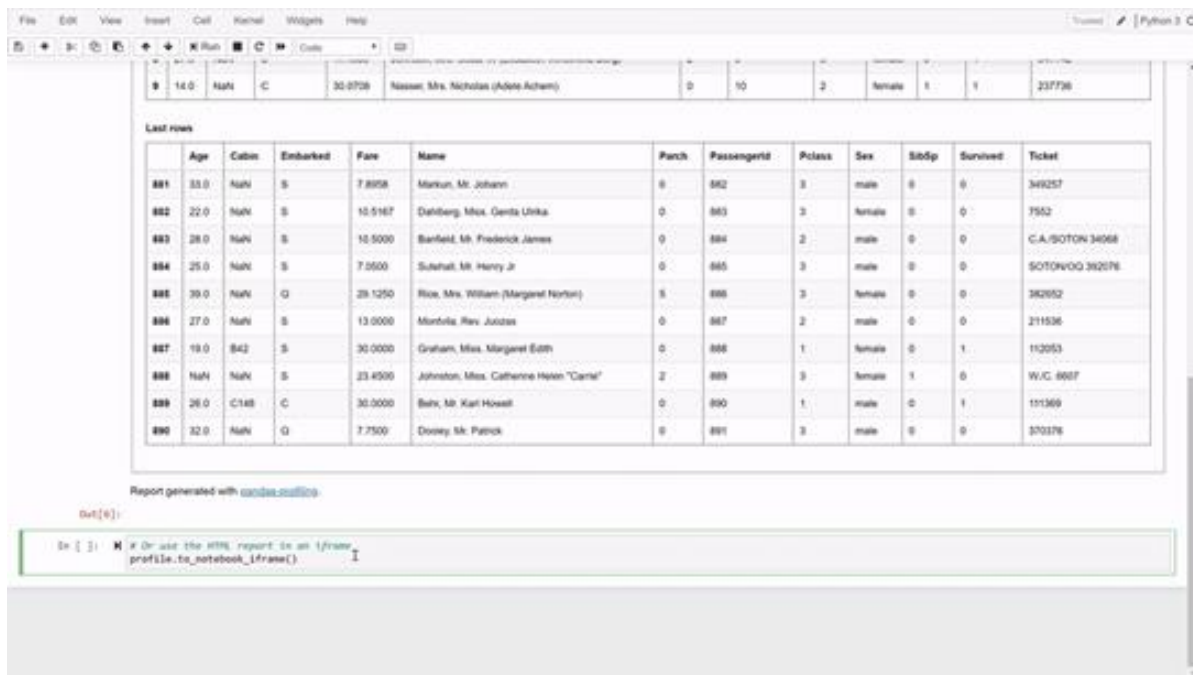 File Edit View Insert Cell Kernel Widgets Help Trusted Python 3
Run Code
9 14.0 NaN C 30.0708 Nasser, Mrs. Nicholas (Adele Achem) 0 10 2 female 1 1 237736
Last rows
Age Cabin Embarked Fare Name Parch PassengerId Pclass Sex SibSp Survived Ticket
881 33.0 NaN S 7.8958 Markun, Mr. Johann 0 882 3 male 0 0 349257
882 22.0 NaN S 10.5167 Dahlberg, Miss. Gerda Ulrika 0 883 3 female 0 0 7552
883 28.0 NaN S 10.5000 Banfield, Mr. Frederick James 0 884 2 male 0 0 C.A./SOTON 34068
884 25.0 NaN S 7.0500 Sutehall, Mr. Henry Jr 0 885 3 male 0 0 SOTON/OQ 392076
885 39.0 NaN Q 29.1250 Rice, Mrs. William (Margaret Norton) 5 886 3 female 0 0 382652
886 27.0 NaN S 13.0000 Montvila, Rev. Juozas 0 887 2 male 0 0 211536
887 19.0 B42 S 30.0000 Graham, Miss. Margaret Edith 0 888 1 female 0 1 112053
888 NaN NaN S 23.4500 Johnston, Miss. Catherine Helen "Carrie" 2 889 3 female 1 0 W./C. 6607
889 26.0 C148 C 30.0000 Behr, Mr. Karl Howell 0 890 1 male 0 1 111369
890 32.0 NaN Q 7.7500 Dooley, Mr. Patrick 0 891 3 male 0 0 370376
Report generated with pandas-profiling.
Out[6]:
In [ ]: # Or use the HTML report in an iframe
profile.to_notebook_iframe()